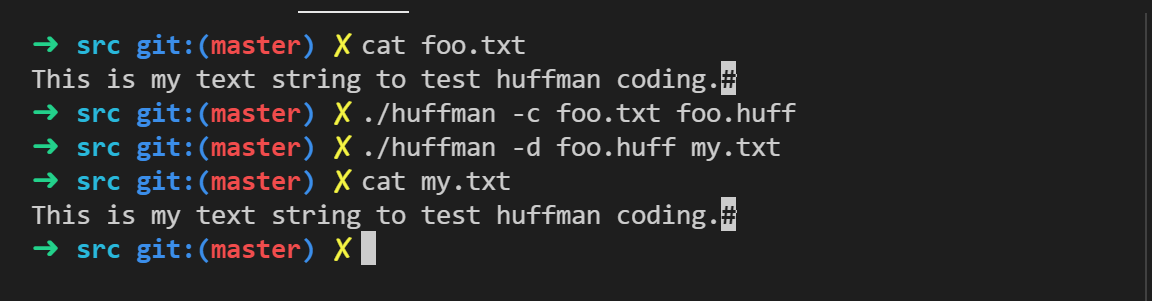 ➜ src git:(master) ✗ cat foo.txt
This is my text string to test huffman coding.#
➜ src git:(master) ✗ ./huffman -c foo.txt foo.huff
➜ src git:(master) ✗ ./huffman -d foo.huff my.txt
➜ src git:(master) ✗ cat my.txt
This is my text string to test huffman coding.#
➜ src git:(master) ✗